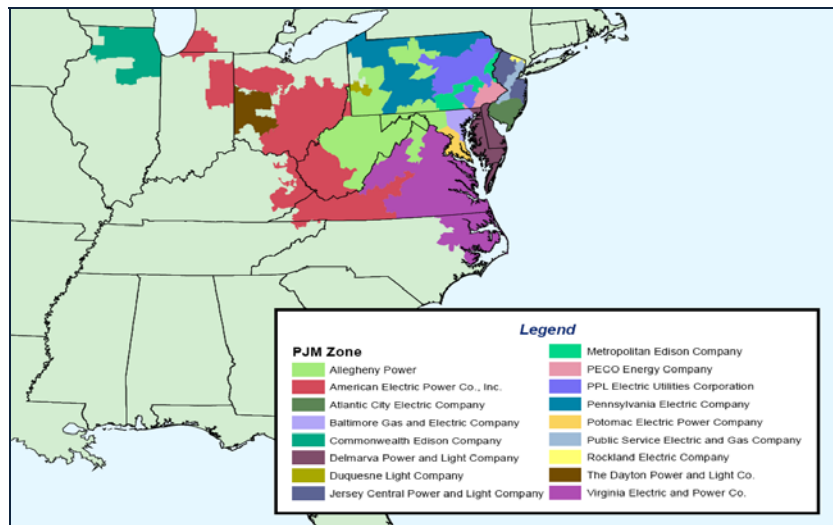 Legend
PJM Zone
Allegheny Power
American Electric Power Co., Inc.
Atlantic City Electric Company
Baltimore Gas and Electric Company
Commonwealth Edison Company
Delmarva Power and Light Company
Duquesne Light Company
Jersey Central Power and Light Company
Metropolitan Edison Company
PECO Energy Company
PPL Electric Utilities Corporation
Pennsylvania Electric Company
Potomac Electric Power Company
Public Service Electric and Gas Company
Rockland Electric Company
The Dayton Power and Light Co.
Virginia Electric and Power Co.